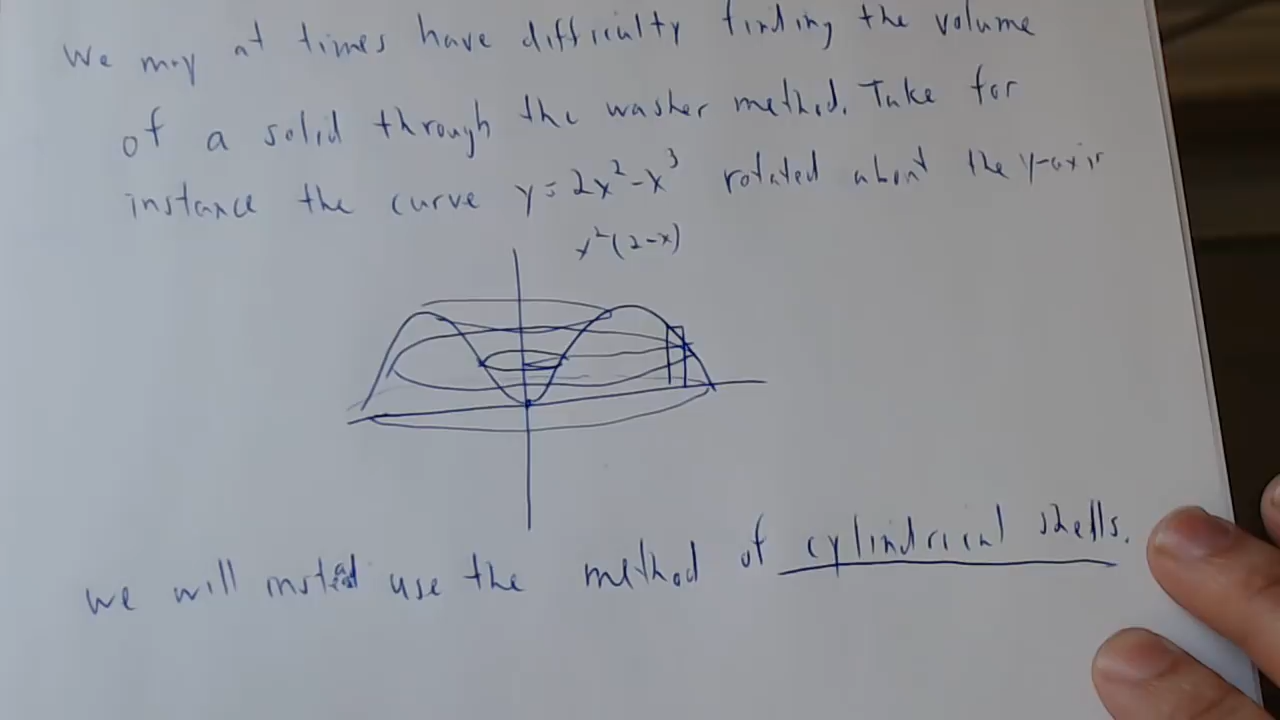 We may at times have difficulty finding the volume
of a solid through the washer method. Take for
instance the curve y = 2x² - x³ rotated about the y-axis
x²(2-x)
we will instead use the method of cylindrical shells.